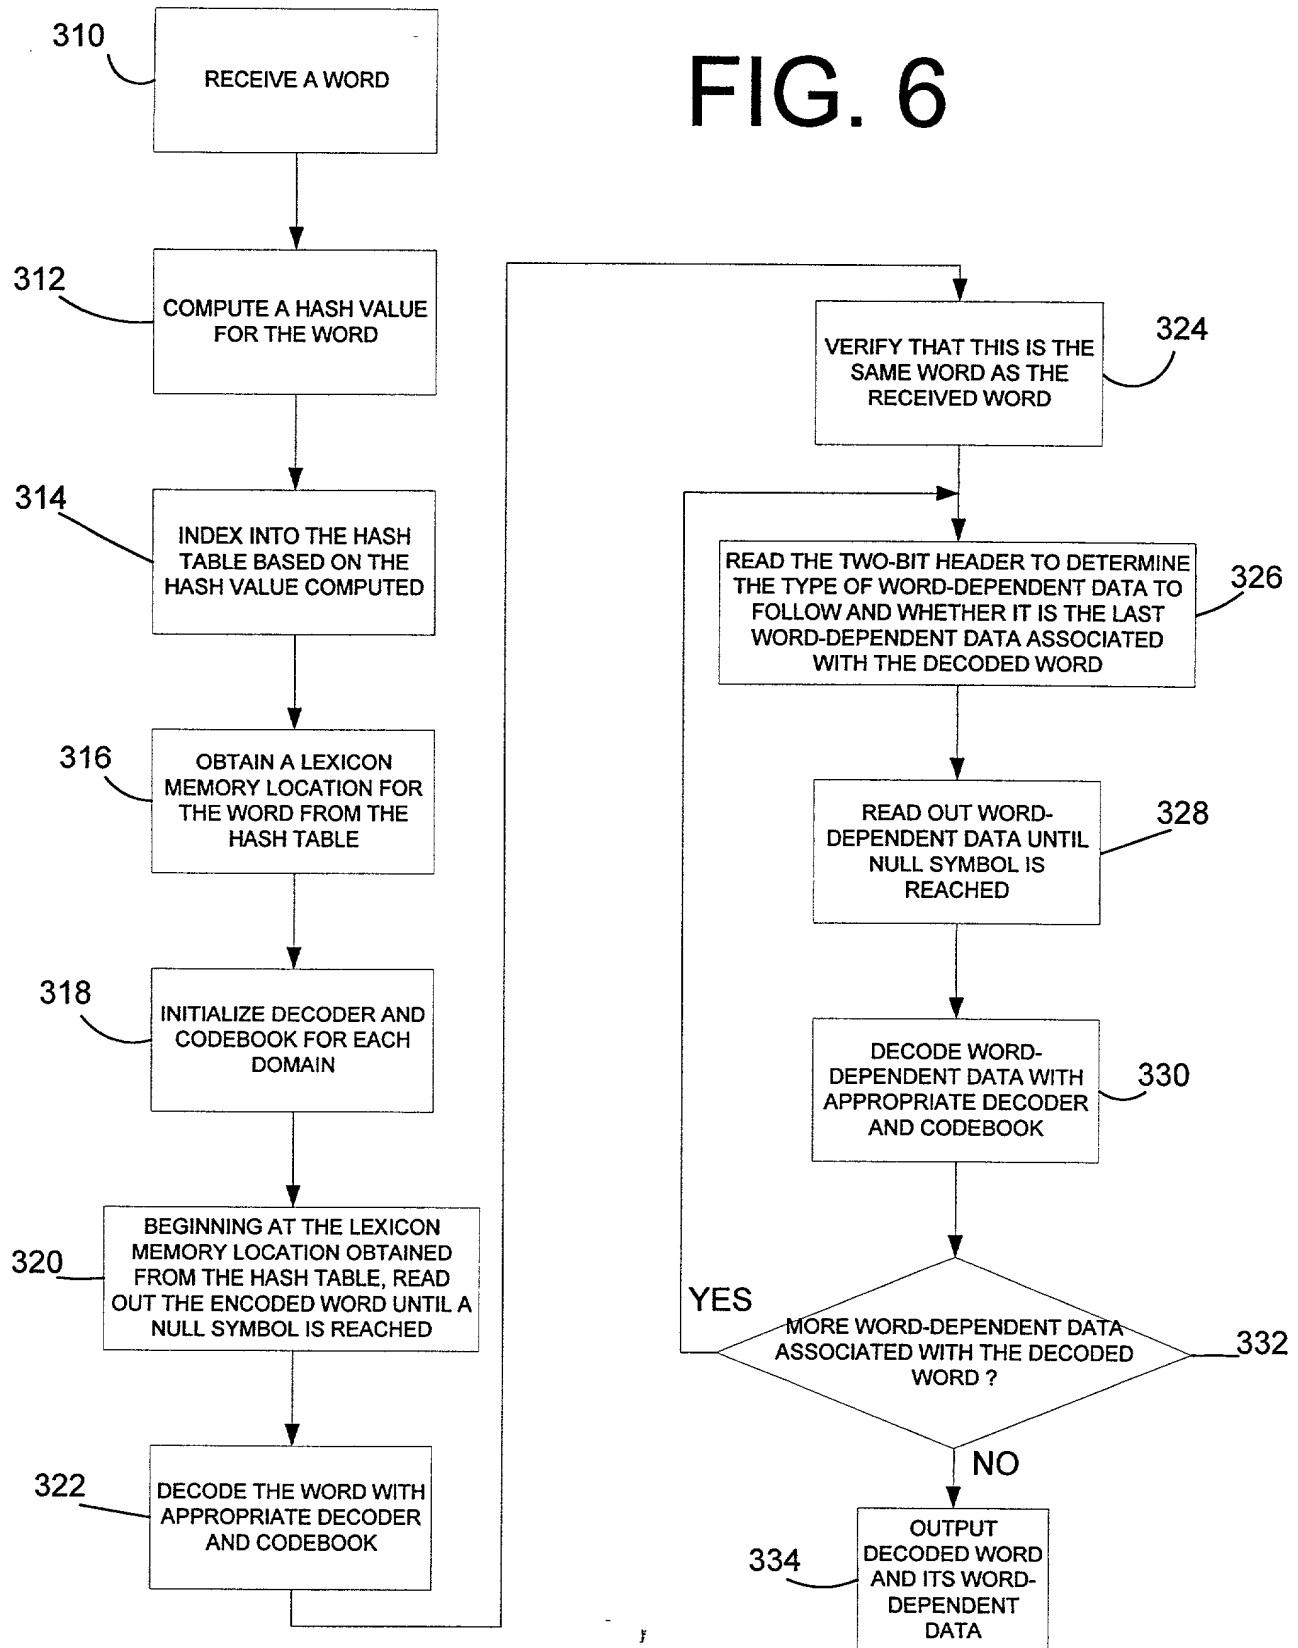 FIG. 6
310
RECEIVE A WORD
312
COMPUTE A HASH VALUE
FOR THE WORD
314
INDEX INTO THE HASH
TABLE BASED ON THE
HASH VALUE COMPUTED
316
OBTAIN A LEXICON
MEMORY LOCATION FOR
THE WORD FROM THE
HASH TABLE
318
INITIALIZE DECODER AND
CODEBOOK FOR EACH
DOMAIN
320
BEGINNING AT THE LEXICON
MEMORY LOCATION OBTAINED
FROM THE HASH TABLE, READ
OUT THE ENCODED WORD UNTIL A
NULL SYMBOL IS REACHED
322
DECODE THE WORD WITH
APPROPRIATE DECODER
AND CODEBOOK
324
VERIFY THAT THIS IS THE
SAME WORD AS THE
RECEIVED WORD
326
READ THE TWO-BIT HEADER TO DETERMINE
THE TYPE OF WORD-DEPENDENT DATA TO
FOLLOW AND WHETHER IT IS THE LAST
WORD-DEPENDENT DATA ASSOCIATED
WITH THE DECODED WORD
328
READ OUT WORD-
DEPENDENT DATA UNTIL
NULL SYMBOL IS
REACHED
330
DECODE WORD-
DEPENDENT DATA WITH
APPROPRIATE DECODER
AND CODEBOOK
YES
MORE WORD-DEPENDENT DATA
ASSOCIATED WITH THE DECODED
WORD ?
332
NO
334
OUTPUT
DECODED WORD
AND ITS WORD-
DEPENDENT
DATA